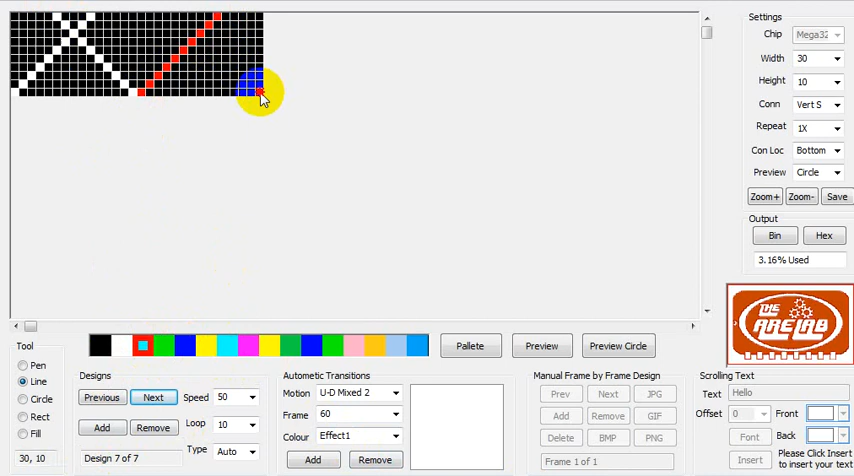 Settings
Chip Mega32
Width 30
Height 10
Conn Vert S
Repeat 1X
Con Loc Bottom
Preview Circle
Zoom+ Zoom- Save
Output
Bin Hex
3.16% Used
THE
ARE LAB
Pallete Preview Preview Circle
Tool
Pen
Line
Circle
Rect
Fill
30, 10
Designs
Previous Next Speed 50
Add Remove Loop 10
Type Auto
Design 7 of 7
Automatic Transitions
Motion U-D Mixed 2
Frame 60
Colour Effect1
Add Remove
Manual Frame by Frame Design
Prev Next JPG
Add Remove GIF
Delete BMP PNG
Frame 1 of 1
Scrolling Text
Text Hello
Offset 0 Front
Font Back
Insert Please Click Insert
to insert your text